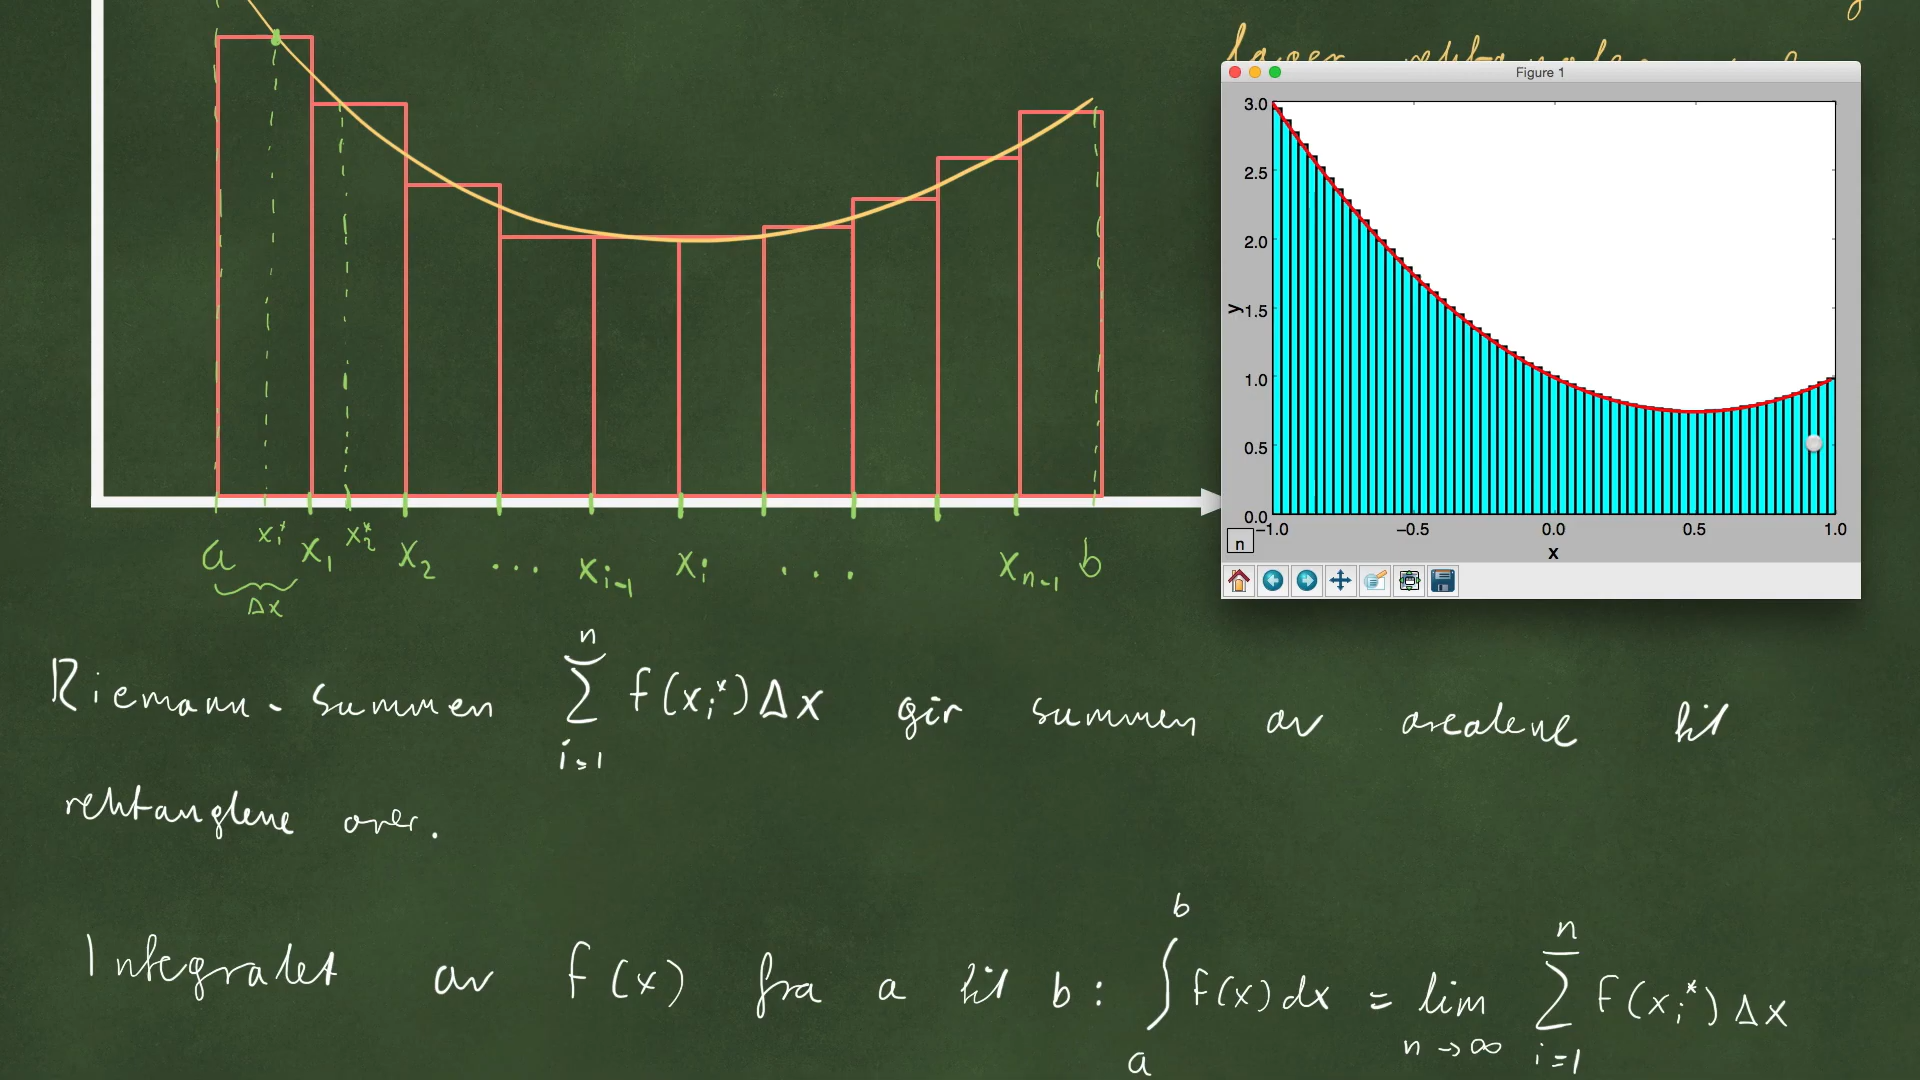 Figure 1
3.0
2.5
2.0
y
1.5
1.0
0.5
0.0
−1.0 −0.5 0.0 0.5 1.0
x
n
a x₁* x₁ x₂* x₂ ... xᵢ₋₁ xᵢ .... xₙ₋₁ b
Δx
Riemann-summen ∑ᵢ₌₁ⁿ f(xᵢ*)Δx gir summen av arealene til
rektanglene over.
Integralet av f(x) fra a til b: ∫ₐᵇ f(x)dx = lim n→∞ ∑ᵢ₌₁ⁿ f(xᵢ*)Δx